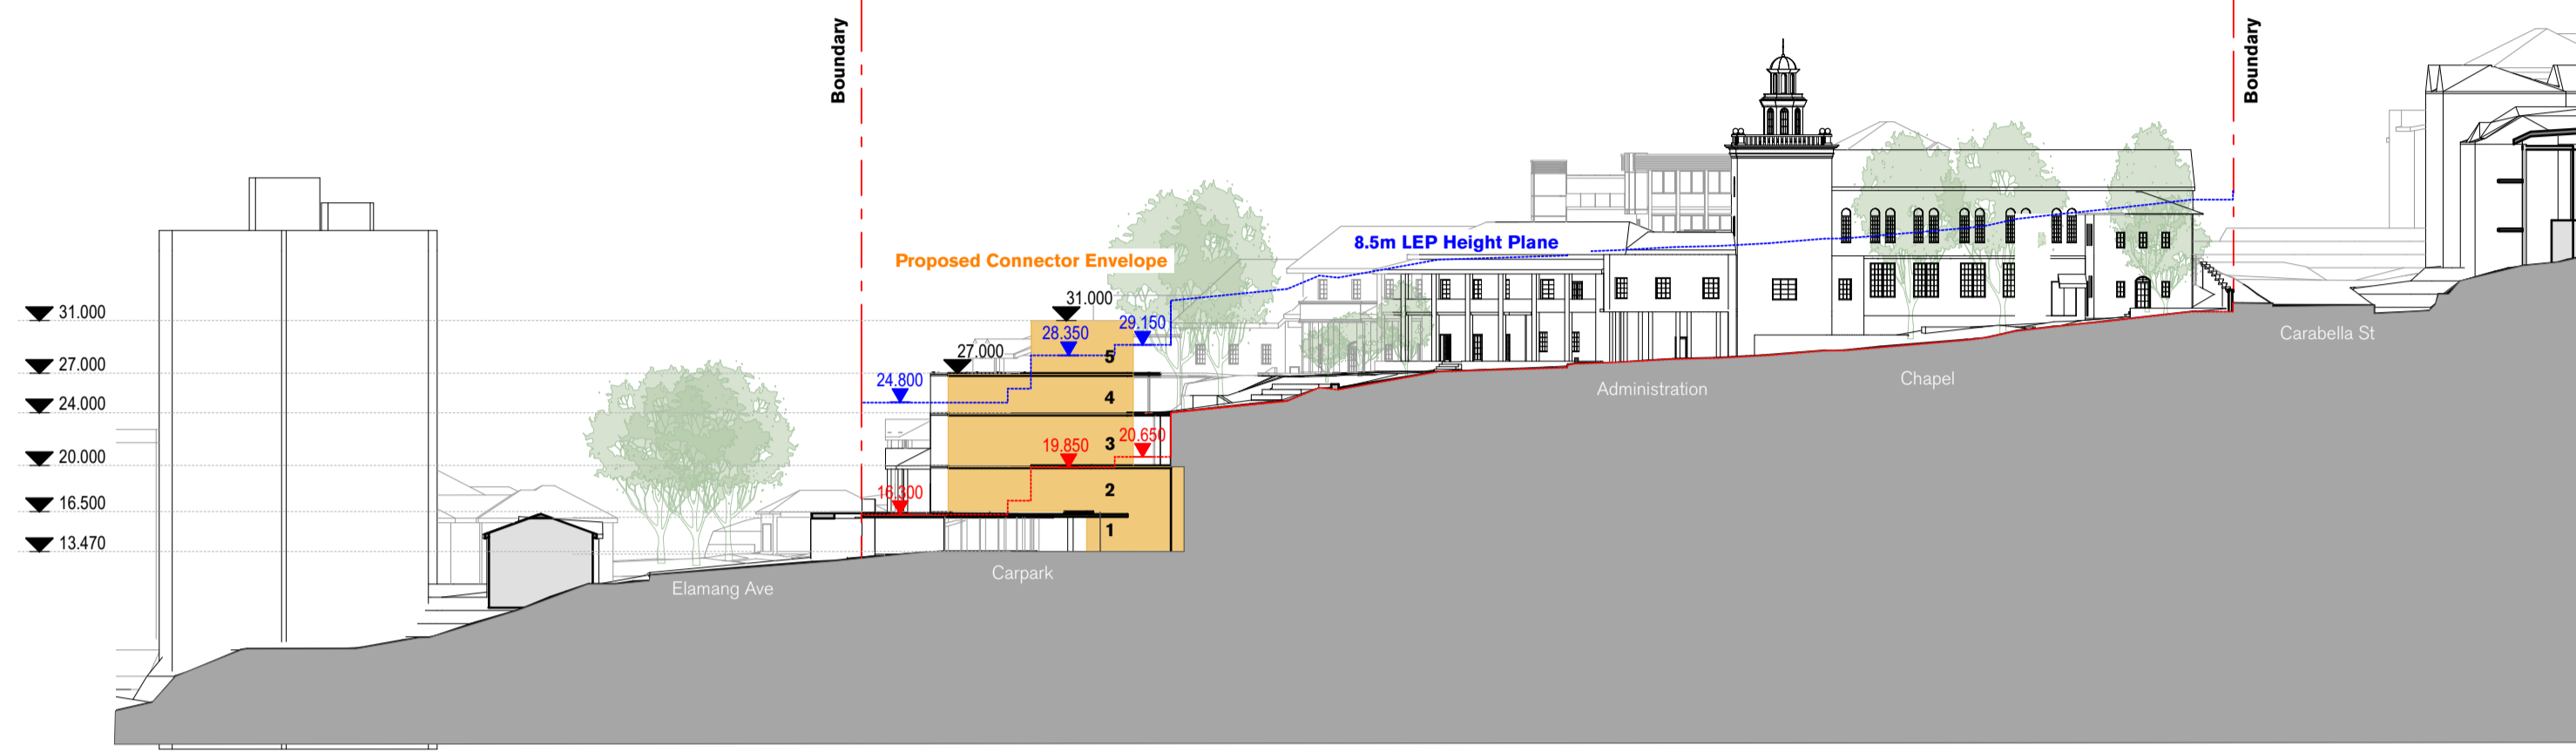 Boundary
Boundary
8.5m LEP Height Plane
Proposed Connector Envelope
31.000
31.000
28.350
29.150
27.000
5
27.000
24.800
4
24.000
3
19.850
20.650
20.000
2
16.300
16.500
1
13.470
Carabella St
Chapel
Administration
Carpark
Elamang Ave